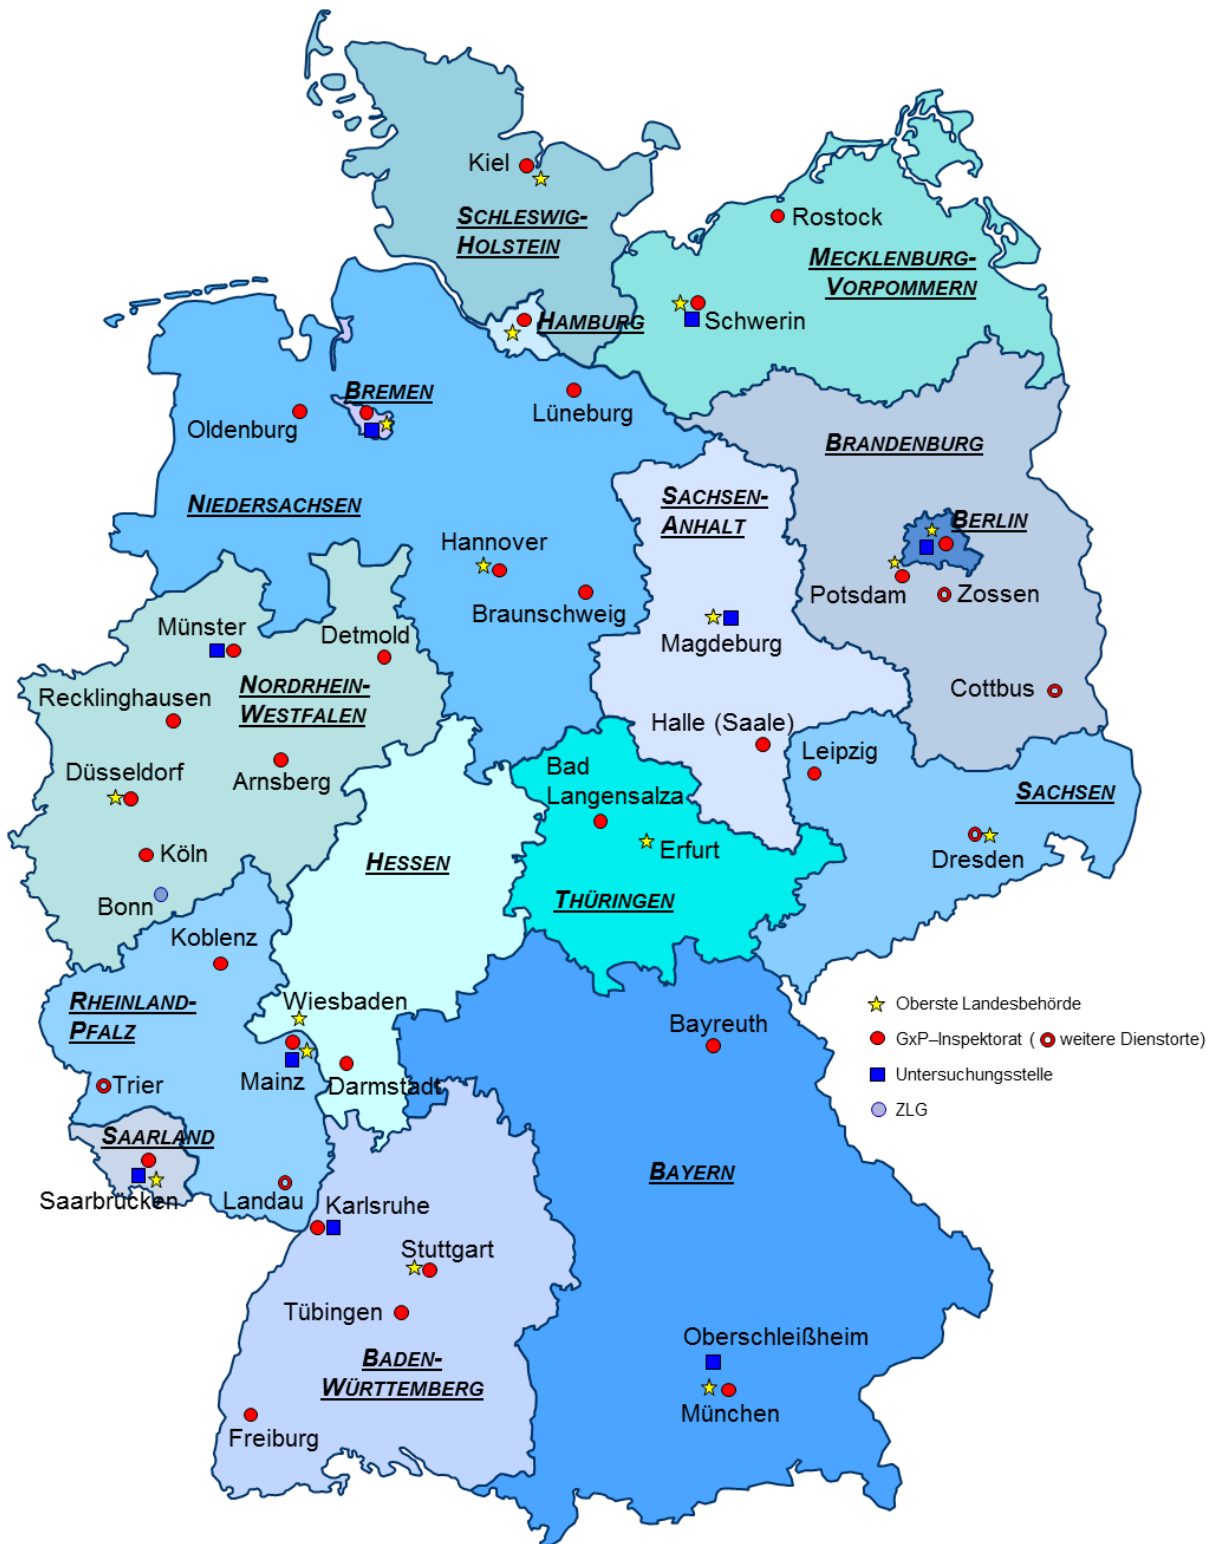 Kiel
SCHLESWIG-
HOLSTEIN
Rostock
MECKLENBURG-
VORPOMMERN
HAMBURG
Schwerin
BREMEN
Lüneburg
Oldenburg
BRANDENBURG
NIEDERSACHSEN
SACHSEN-
ANHALT
BERLIN
Hannover
Braunschweig
Potsdam
Zossen
Münster
Detmold
Magdeburg
Recklinghausen
NORDRHEIN-
WESTFALEN
Cottbus
Halle (Saale)
Leipzig
Düsseldorf
Arnsberg
Bad
Langensalza
SACHSEN
Köln
HESSEN
Erfurt
Dresden
Bonn
THÜRINGEN
Koblenz
RHEINLAND-
PFALZ
Wiesbaden
Mainz
Darmstadt
Bayreuth
Oberste Landesbehörde
GxP–Inspektorat ( weitere Dienstorte)
Untersuchungsstelle
ZLG
Trier
SAARLAND
Saarbrücken
Landau
BAYERN
Karlsruhe
Stuttgart
Tübingen
BADEN-
WÜRTTEMBERG
Oberschleißheim
München
Freiburg